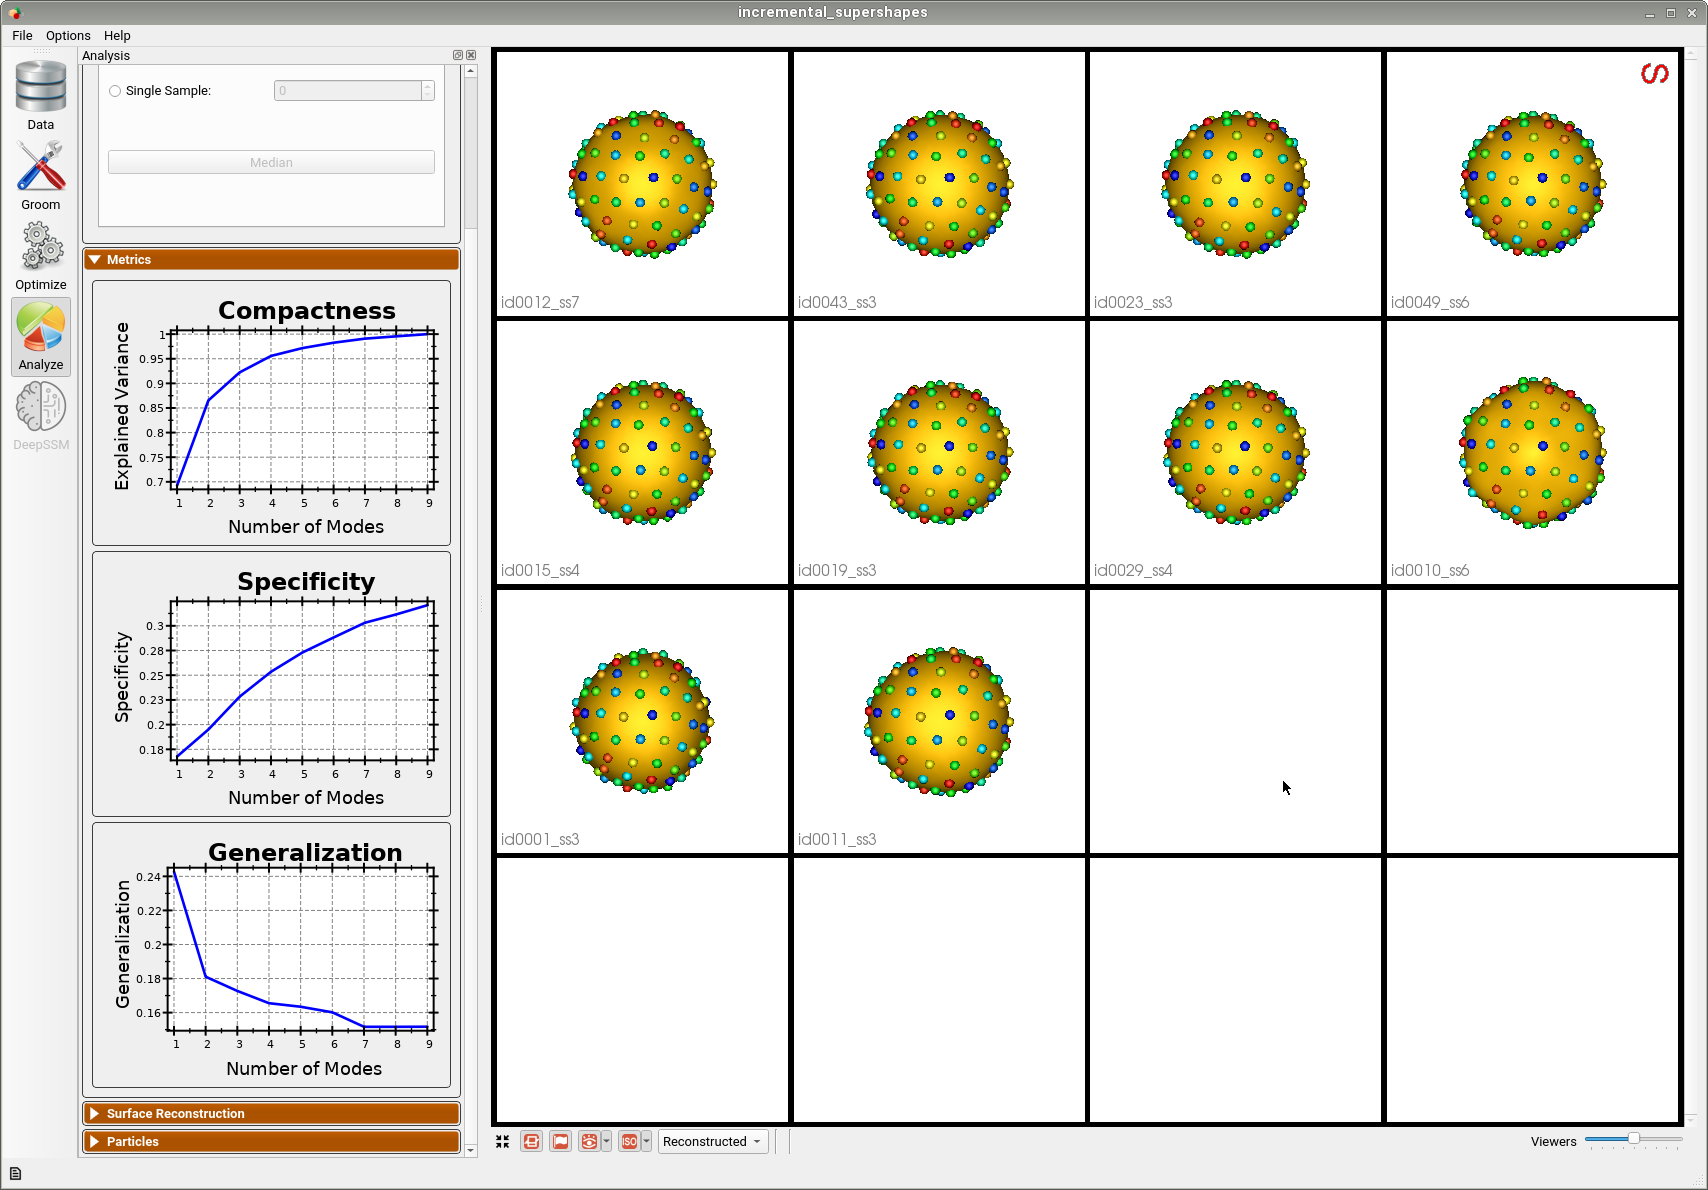 incremental_supershapes
File Options Help
Analysis
Data
Groom
Optimize
Analyze
DeepSSM
Single Sample:
0
Median
Metrics
Compactness
Explained Variance
1
0.95
0.9
0.85
0.8
0.75
0.7
1 2 3 4 5 6 7 8 9
Number of Modes
Specificity
Specificity
0.3
0.28
0.25
0.23
0.2
0.18
1 2 3 4 5 6 7 8 9
Number of Modes
Generalization
Generalization
0.24
0.22
0.2
0.18
0.16
1 2 3 4 5 6 7 8 9
Number of Modes
Surface Reconstruction
Particles
id0012_ss7
id0043_ss3
id0023_ss3
id0049_ss6
id0015_ss4
id0019_ss3
id0029_ss4
id0010_ss6
id0001_ss3
id0011_ss3
ISO
Reconstructed
Viewers